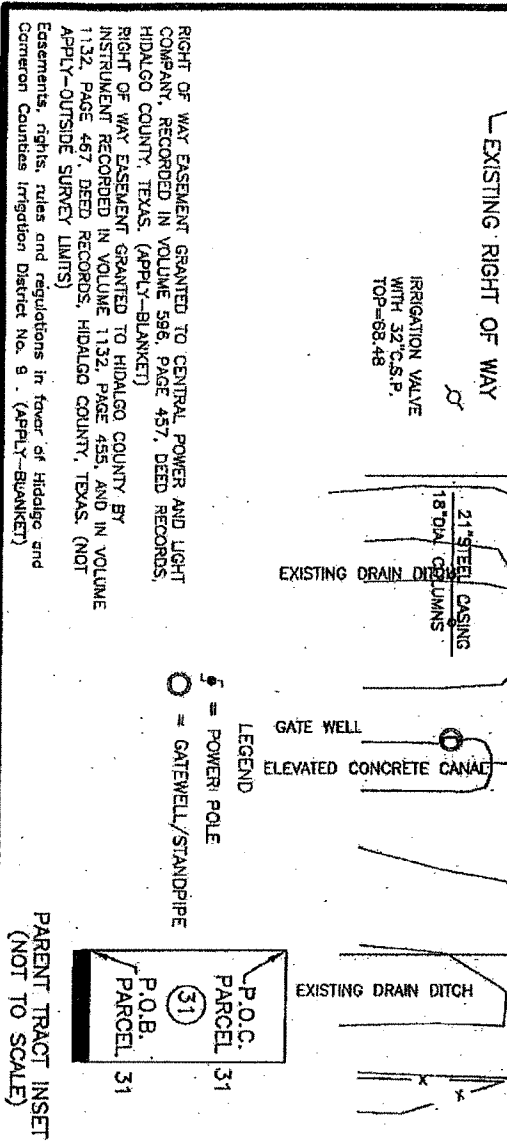 EXISTING RIGHT OF WAY
IRRIGATION VALVE
WITH 32"C.S.P.
TOP=68.48
21"STEEL CASING
18"DIA. COLUMNS
EXISTING DRAIN DITCH
GATE WELL
ELEVATED CONCRETE CANAL
EXISTING DRAIN DITCH
X
X
RIGHT OF WAY EASEMENT GRANTED TO CENTRAL POWER AND LIGHT
COMPANY, RECORDED IN VOLUME 596, PAGE 457, DEED RECORDS,
HIDALGO COUNTY, TEXAS. (APPLY-BLANKET)
RIGHT OF WAY EASEMENT GRANTED TO HIDALGO COUNTY BY
INSTRUMENT RECORDED IN VOLUME 1132, PAGE 455, AND IN VOLUME
1132, PAGE 467, DEED RECORDS, HIDALGO COUNTY, TEXAS. (NOT
APPLY-OUTSIDE SURVEY LIMITS)
Easements, rights, rules and regulations in favor of Hidalgo and
Cameron Counties Irrigation District No. 9 . (APPLY-BLANKET)
LEGEND
= POWER POLE
= GATEWELL/STANDPIPE
P.O.C.
PARCEL 31
31
P.O.B.
PARCEL 31
PARENT TRACT INSET
(NOT TO SCALE)